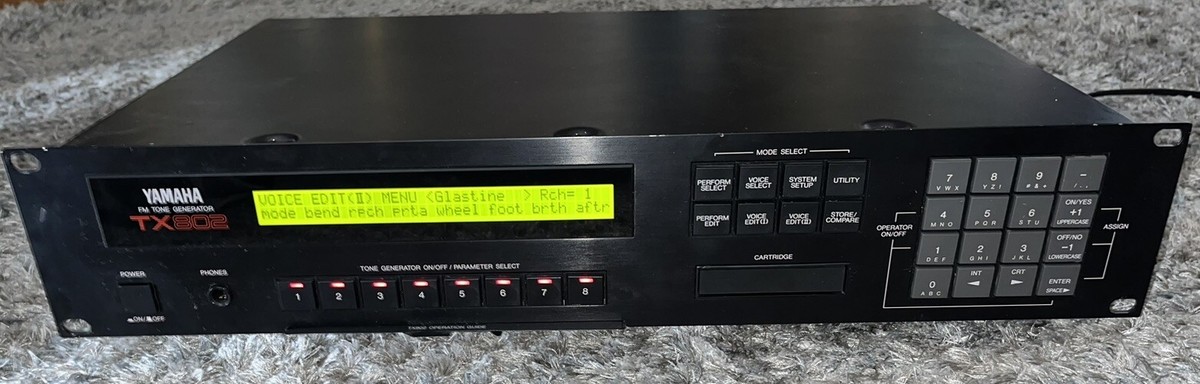 YAMAHA
FM TONE GENERATOR
TX802
VOICE EDIT(Ⅱ) MENU <Glastine > Rch= 1
mode bend rpch prta wheel foot brth aftr
POWER
ON/OFF
PHONES
TONE GENERATOR ON/OFF/PARAMETER SELECT
1 2 3 4 5 6 7 8
TX802 OPERATION GUIDE
MODE SELECT
PERFORM SELECT
VOICE SELECT
SYSTEM SETUP
UTILITY
PERFORM EDIT
VOICE EDIT(I)
VOICE EDIT(II)
STORE/COMPARE
CARTRIDGE
OPERATOR ON/OFF
7 VWX
8 YZ!
9 #&+
4 MNO
5 PQR
6 STU
ON/YES +1 UPPERCASE
1 DEF
2 GHI
3 JKL
OFF/NO -1 LOWERCASE
0 ABC
INT ◄
CRT ►
ENTER SPACE►
ASSIGN